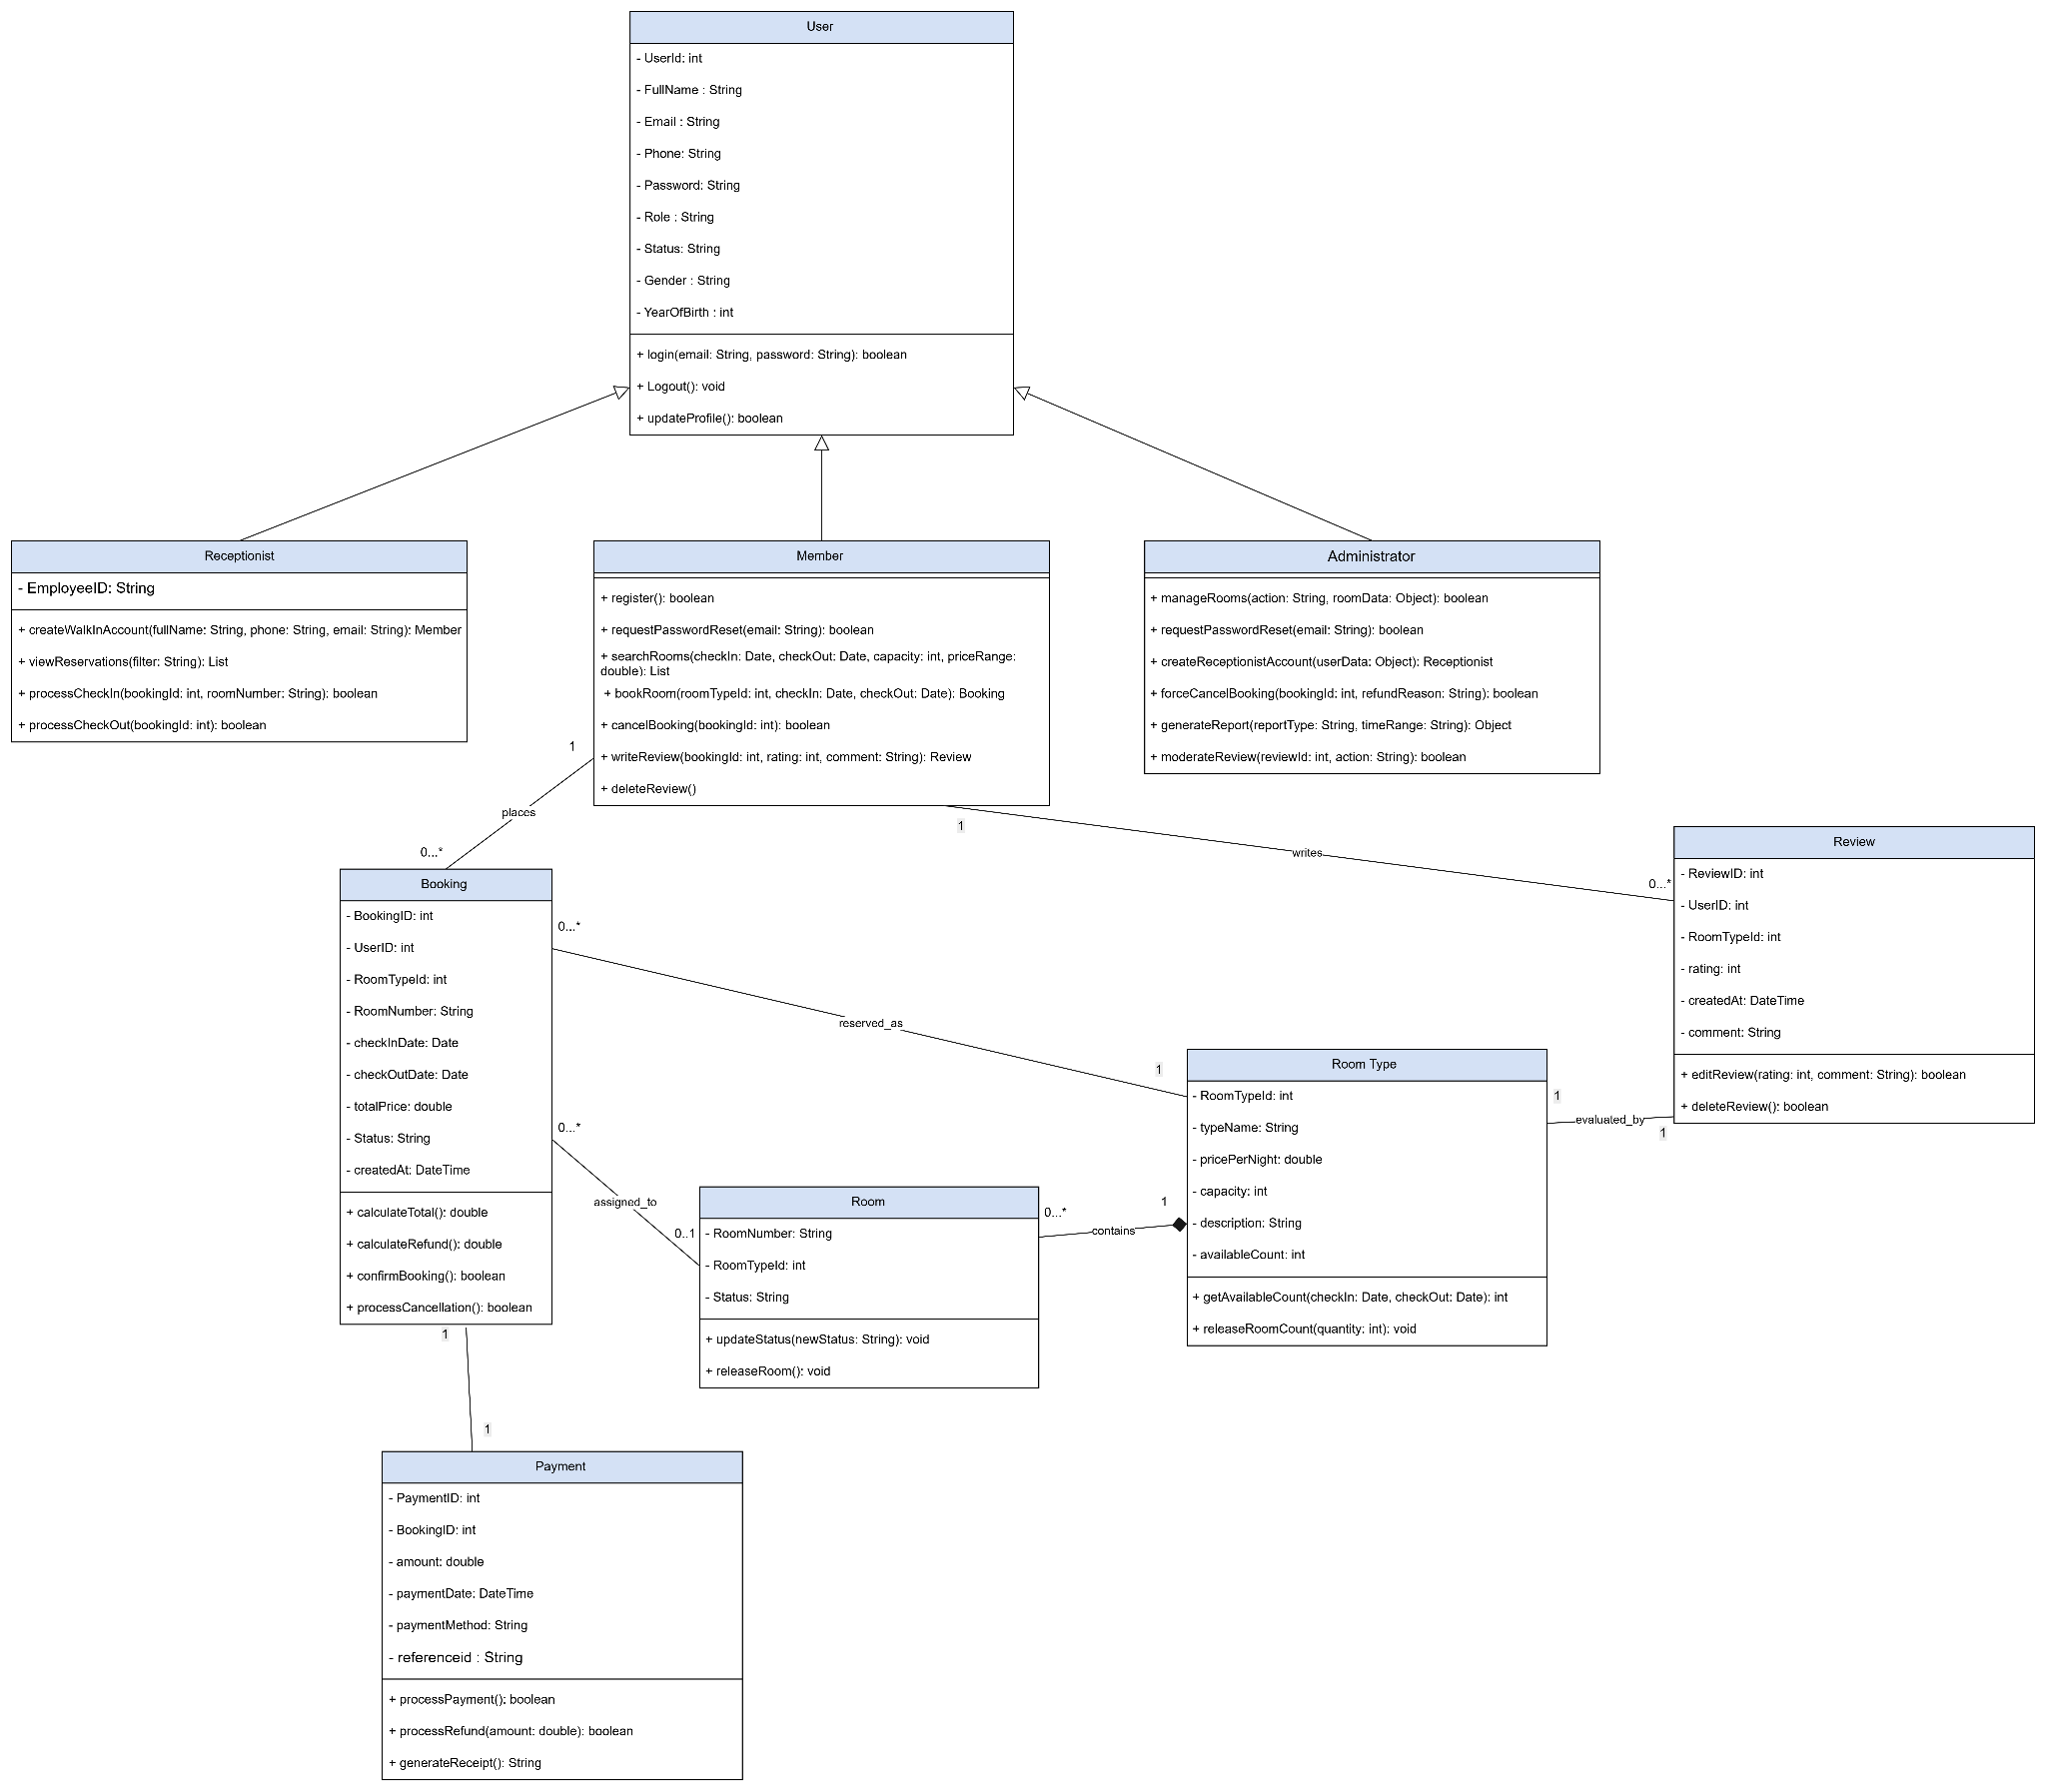 User
- UserId: int
- FullName : String
- Email : String
- Phone: String
- Password: String
- Role : String
- Status: String
- Gender : String
- YearOfBirth : int
+ login(email: String, password: String): boolean
+ Logout(): void
+ updateProfile(): boolean
Receptionist
- EmployeeID: String
+ createWalkInAccount(fullName: String, phone: String, email: String): Member
+ viewReservations(filter: String): List
+ processCheckIn(bookingId: int, roomNumber: String): boolean
+ processCheckOut(bookingId: int): boolean
Member
+ register(): boolean
+ requestPasswordReset(email: String): boolean
+ searchRooms(checkIn: Date, checkOut: Date, capacity: int, priceRange:
double): List
+ bookRoom(roomTypeId: int, checkIn: Date, checkOut: Date): Booking
+ cancelBooking(bookingId: int): boolean
+ writeReview(bookingId: int, rating: int, comment: String): Review
+ deleteReview()
Administrator
+ manageRooms(action: String, roomData: Object): boolean
+ requestPasswordReset(email: String): boolean
+ createReceptionistAccount(userData: Object): Receptionist
+ forceCancelBooking(bookingId: int, refundReason: String): boolean
+ generateReport(reportType: String, timeRange: String): Object
+ moderateReview(reviewId: int, action: String): boolean
1
places
0...*
1
writes
0...*
Review
- ReviewID: int
- UserID: int
- RoomTypeId: int
- rating: int
- createdAt: DateTime
- comment: String
+ editReview(rating: int, comment: String): boolean
+ deleteReview(): boolean
Booking
- BookingID: int
- UserID: int
- RoomTypeId: int
- RoomNumber: String
- checkInDate: Date
- checkOutDate: Date
- totalPrice: double
- Status: String
- createdAt: DateTime
+ calculateTotal(): double
+ calculateRefund(): double
+ confirmBooking(): boolean
+ processCancellation(): boolean
0...*
reserved_as
1
0...*
assigned_to
0..1
Room
- RoomNumber: String
- RoomTypeId: int
- Status: String
+ updateStatus(newStatus: String): void
+ releaseRoom(): void
0...*
contains
1
Room Type
- RoomTypeId: int
- typeName: String
- pricePerNight: double
- capacity: int
- description: String
- availableCount: int
+ getAvailableCount(checkIn: Date, checkOut: Date): int
+ releaseRoomCount(quantity: int): void
1
evaluated_by
1
1
1
Payment
- PaymentID: int
- BookingID: int
- amount: double
- paymentDate: DateTime
- paymentMethod: String
- referenceid : String
+ processPayment(): boolean
+ processRefund(amount: double): boolean
+ generateReceipt(): String